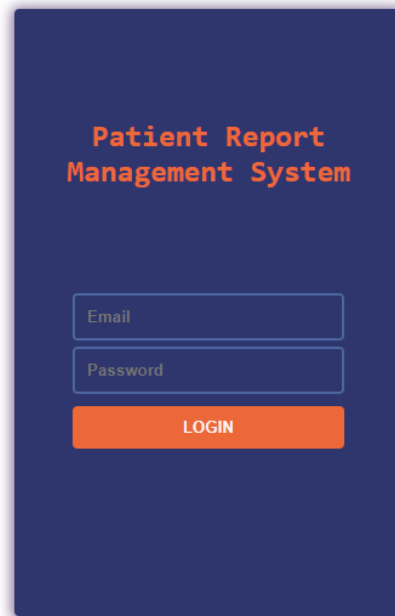 Patient Report
Management System
Email
Password
LOGIN